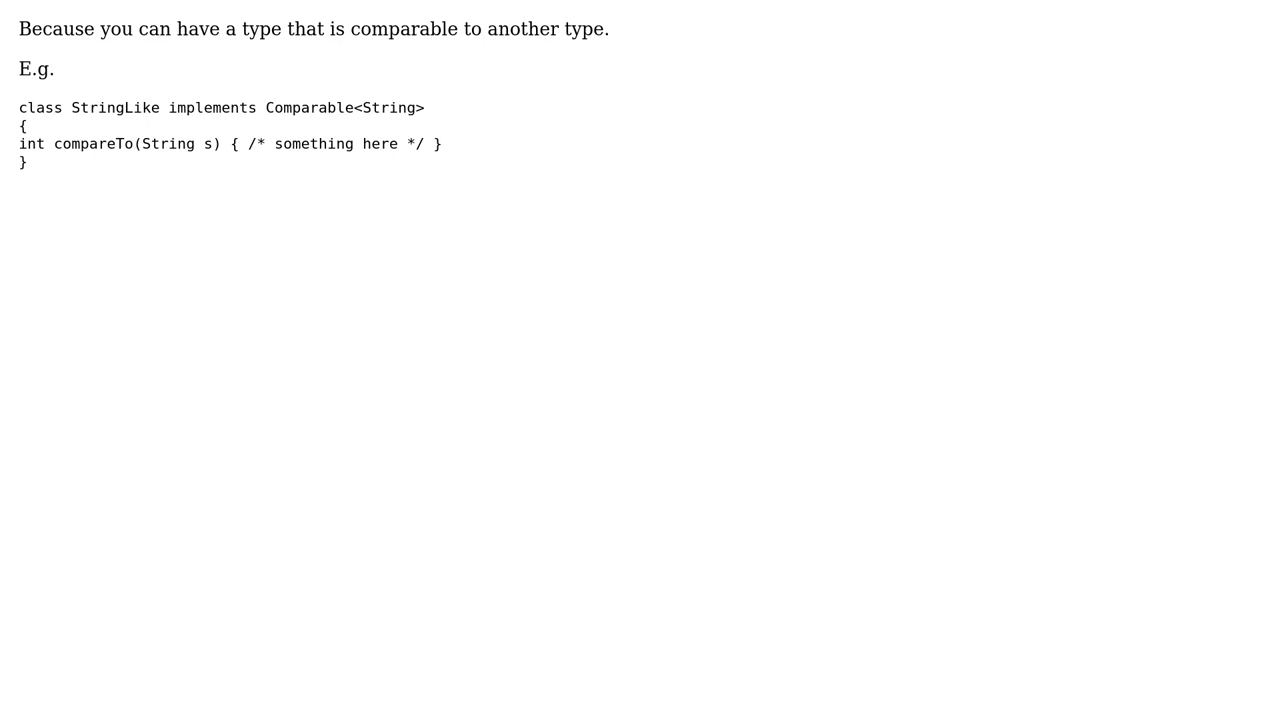 Because you can have a type that is comparable to another type.
E.g.
class StringLike implements Comparable<String>
{
int compareTo(String s) { /* something here */ }
}